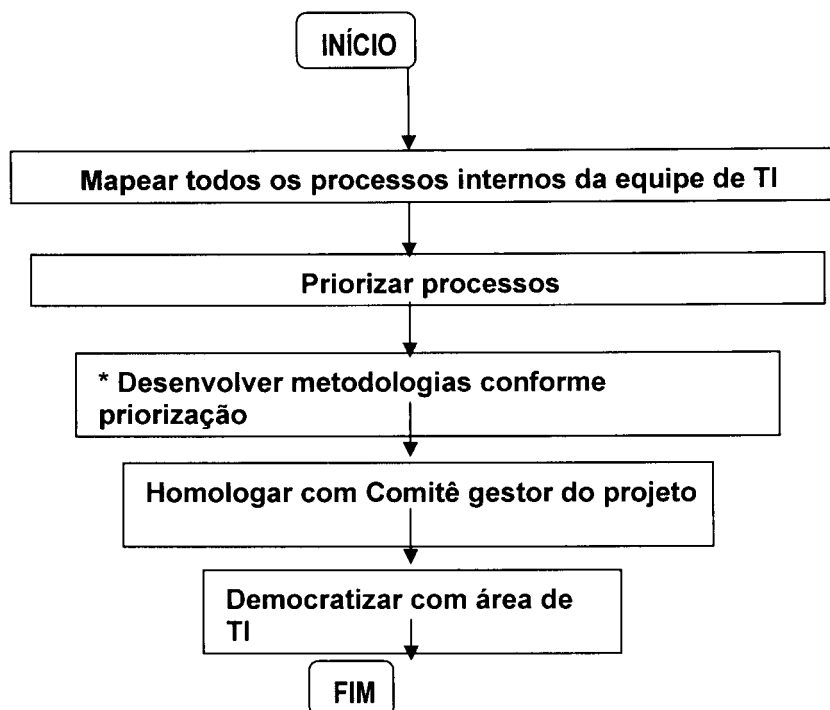 INÍCIO
Mapear todos os processos internos da equipe de TI
Priorizar processos
* Desenvolver metodologias conforme
priorização
Homologar com Comitê gestor do projeto
Democratizar com área de
TI
FIM